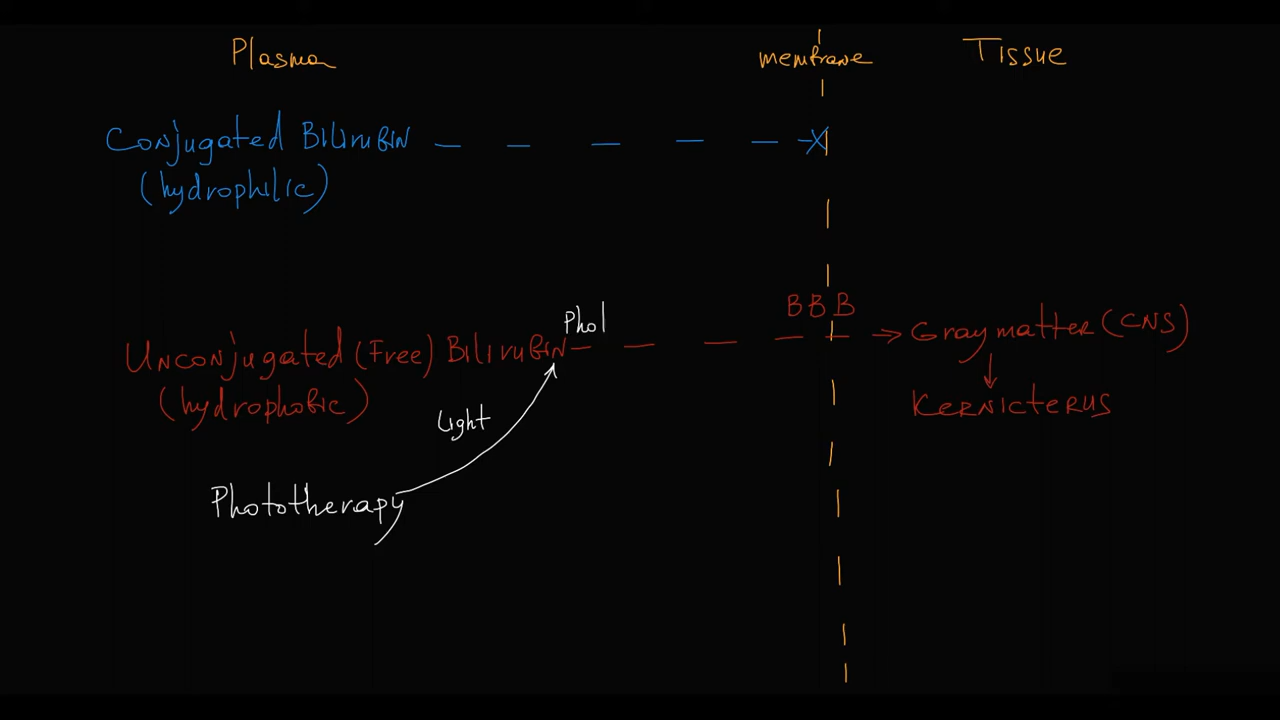 Plasma
membrane
Tissue
Conjugated Bilirubin
(hydrophilic)
BBB
Phol
Gray matter (CNS)
Unconjugated (Free) Bilirubin
(hydrophobic)
Kernicterus
Light
Phototherapy